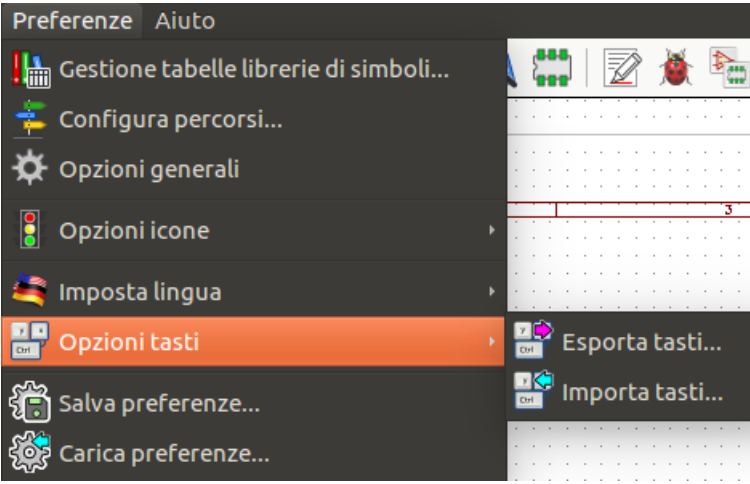 Preferenze Aiuto
Gestione tabelle librerie di simboli...
Configura percorsi...
Opzioni generali
3
Opzioni icone
Imposta lingua
Opzioni tasti
Esporta tasti...
Importa tasti...
Salva preferenze...
Carica preferenze...